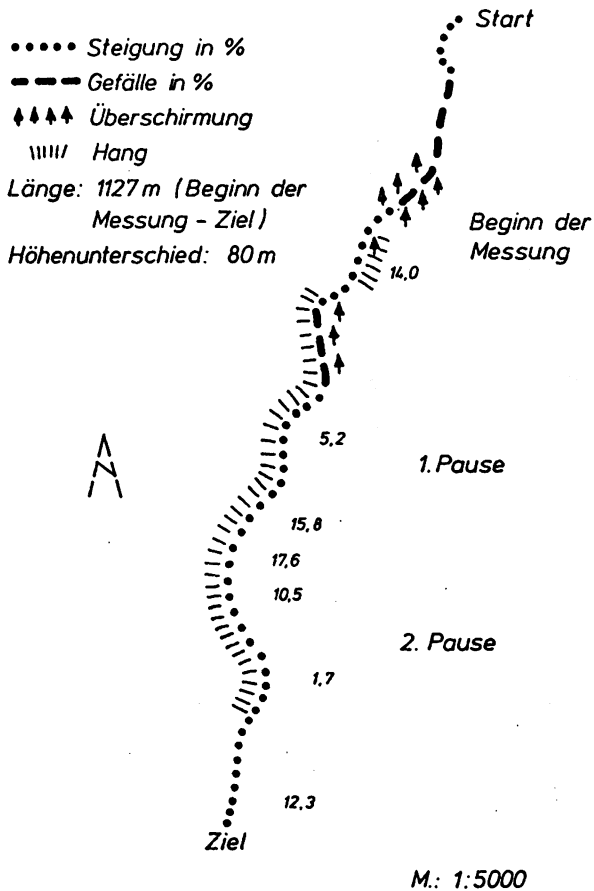 Start
Steigung in %
Gefälle in %
Überschirmung
Hang
Länge: 1127 m (Beginn der
Messung - Ziel)
Höhenunterschied: 80 m
Beginn der
Messung
14,0
5,2
1. Pause
15,8
17,6
10,5
2. Pause
1,7
12,3
Ziel
M.: 1:5000